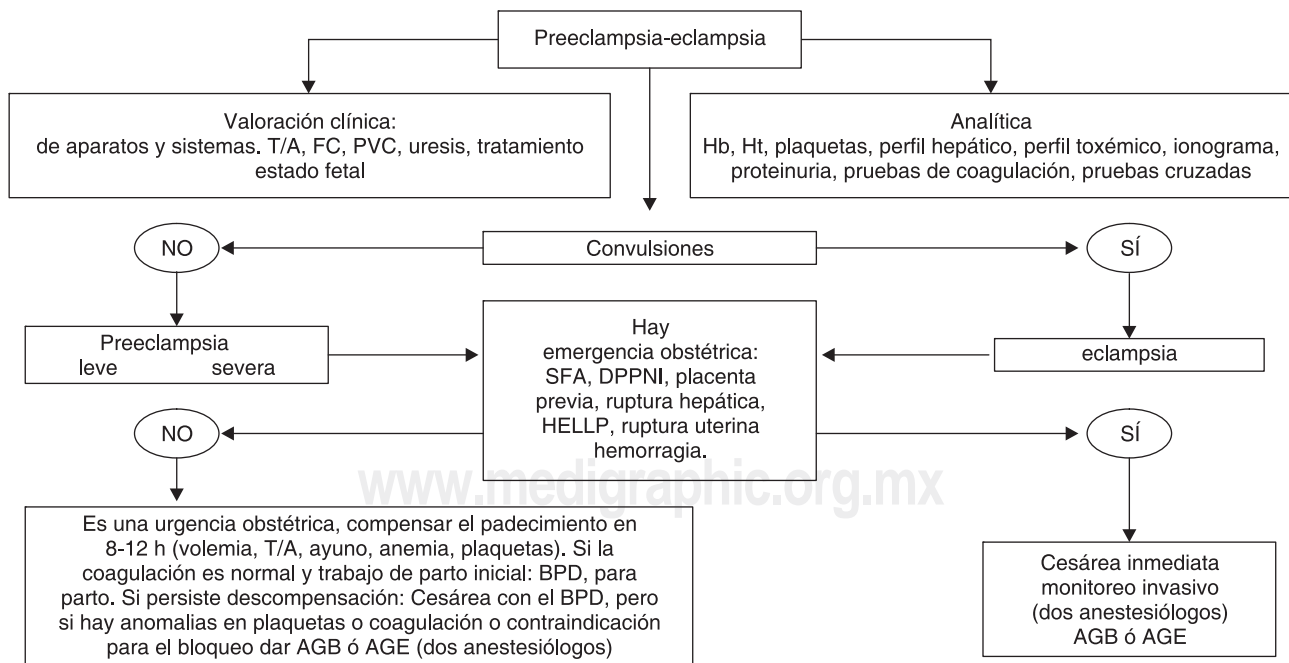 Preeclampsia-eclampsia
Valoración clínica:
de aparatos y sistemas. T/A, FC, PVC, uresis, tratamiento
estado fetal
Analítica
Hb, Ht, plaquetas, perfil hepático, perfil toxémico, ionograma,
proteinuria, pruebas de coagulación, pruebas cruzadas
NO
Convulsiones
SÍ
Preeclampsia
leve severa
Hay
emergencia obstétrica:
SFA, DPPNI, placenta
previa, ruptura hepática,
HELLP, ruptura uterina
hemorragia.
eclampsia
NO
SÍ
www.medigraphic.org.mx
Es una urgencia obstétrica, compensar el padecimiento en
8-12 h (volemia, T/A, ayuno, anemia, plaquetas). Si la
coagulación es normal y trabajo de parto inicial: BPD, para
parto. Si persiste descompensación: Cesárea con el BPD, pero
si hay anomalias en plaquetas o coagulación o contraindicación
para el bloqueo dar AGB ó AGE (dos anestesiólogos)
Cesárea inmediata
monitoreo invasivo
(dos anestesiólogos)
AGB ó AGE